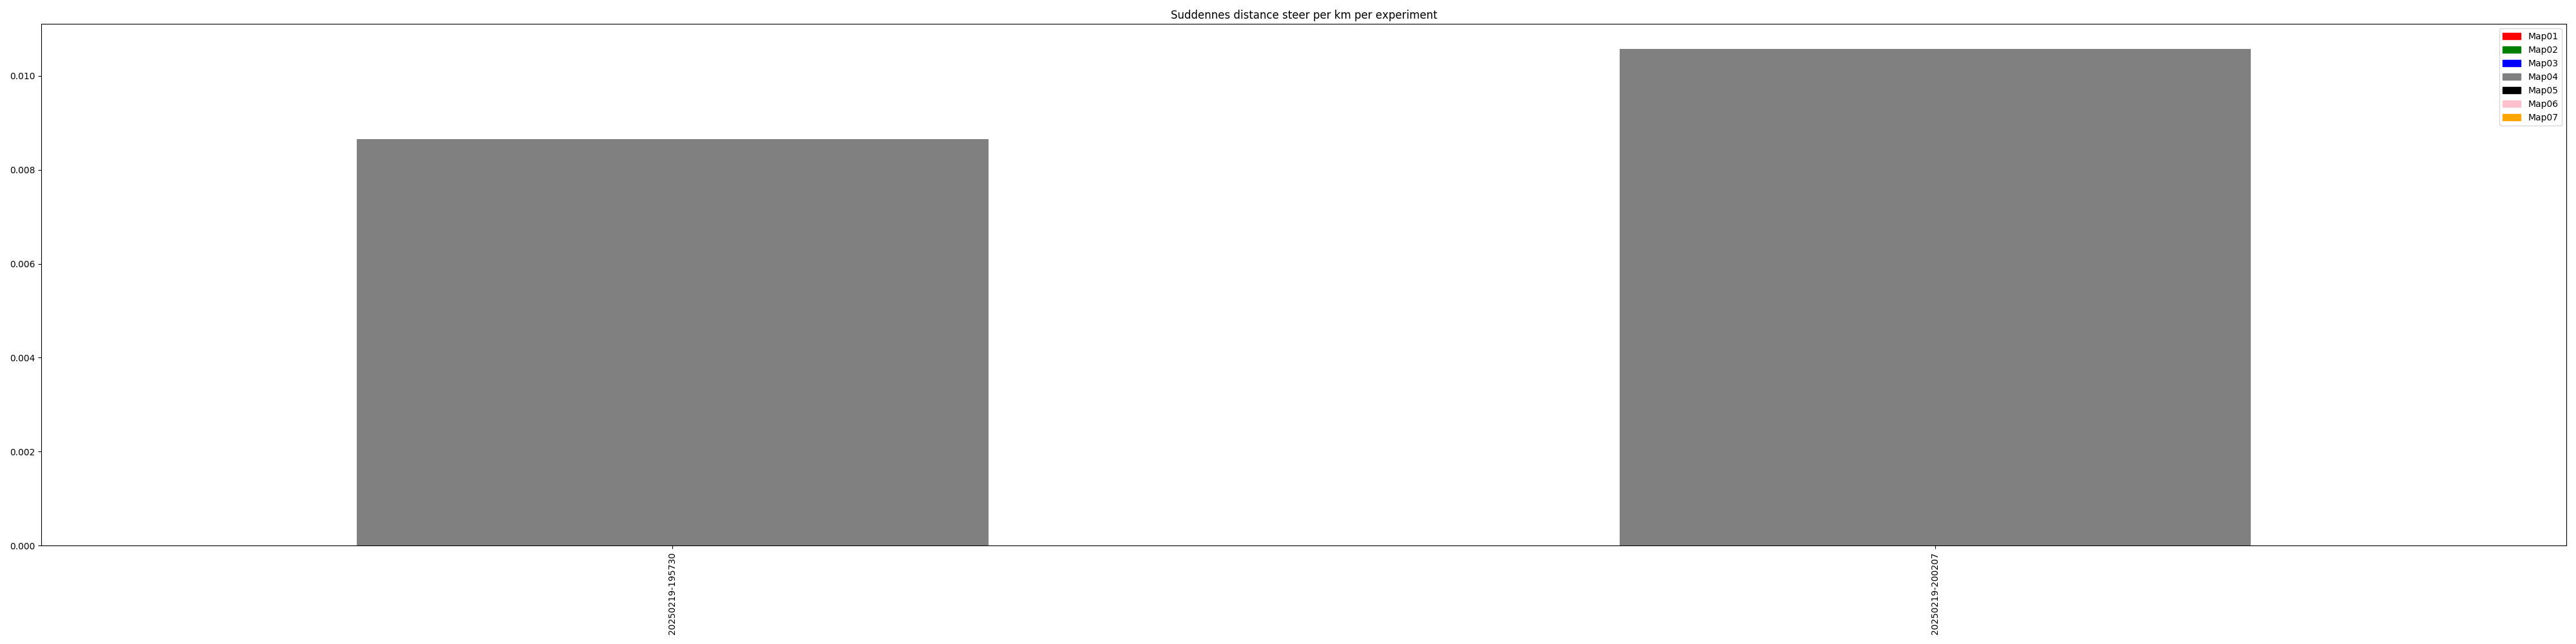 Suddennes distance steer per km per experiment
0.010
0.008
0.006
0.004
0.002
0.000
Map01
Map02
Map03
Map04
Map05
Map06
Map07
20250219-195730
20250219-200207